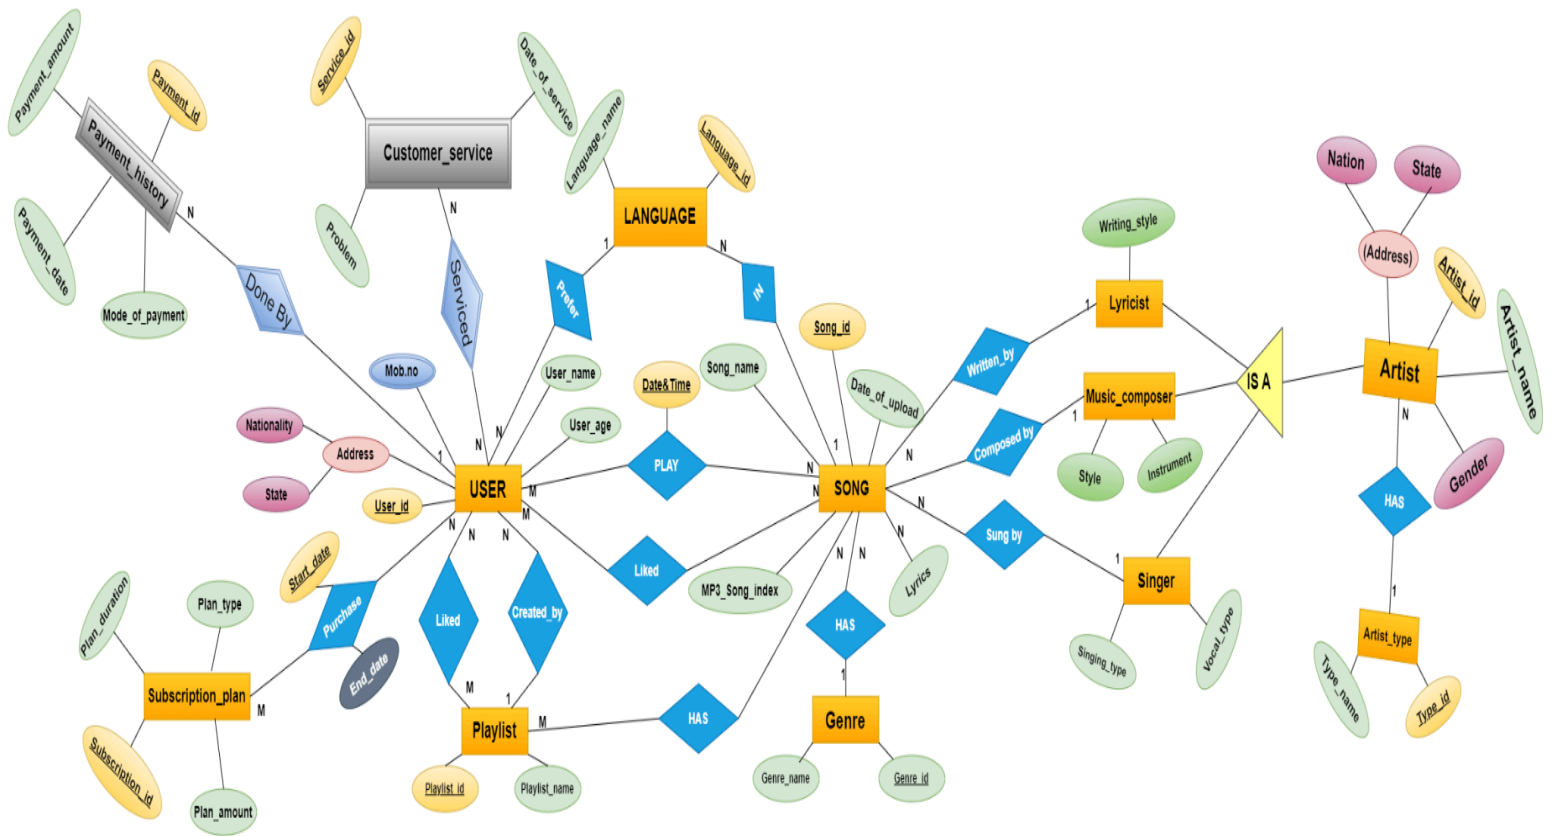 Payment_amount
Payment_id
Payment_history
Payment_date
Mode_of_payment
N
Done By
1
Service_id
Date_of_service
Customer_service
Problem
N
Serviced
N
Language_name
Language_id
LANGUAGE
1
N
Prefer
IN
N
1
Mob.no
User_name
User_age
Nationality
Address
State
User_id
USER
Date&Time
PLAY
M
N
M
N
Liked
Song_name
Song_id
Date_of_upload
SONG
MP3_Song_index
Lyrics
N
Written_by
1
Writing_style
Lyricist
Composed by
1
Music_composer
Style
Instrument
N
N
Sung by
1
Singer
Singing_type
Vocal_type
IS A
Nation
State
(Address)
Artist_id
Artist_name
Artist
Gender
N
HAS
1
Artist_type
Type_name
Type_id
N
Start_date
Purchase
End_date
M
Plan_duration
Plan_type
Subscription_plan
Subscription_id
Plan_amount
N
Liked
M
N
Created_by
1
Playlist
Playlist_id
Playlist_name
M
HAS
N
N
HAS
1
Genre
Genre_name
Genre_id